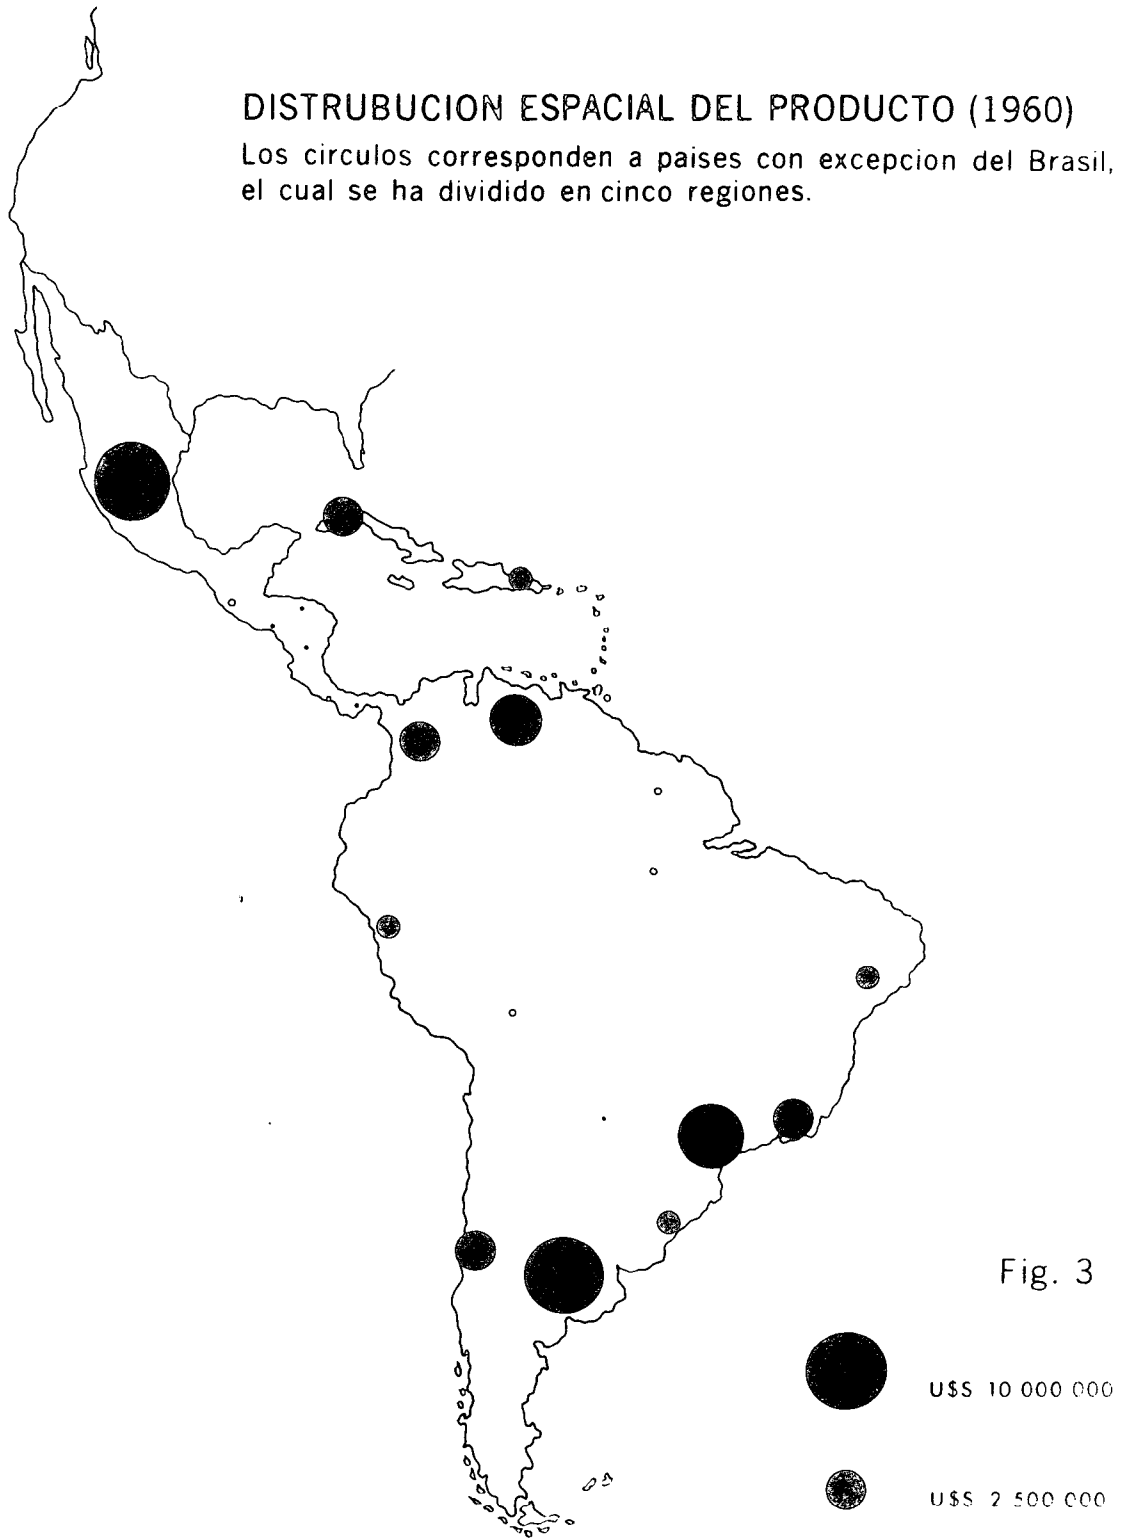 DISTRUBUCION ESPACIAL DEL PRODUCTO (1960)
Los circulos corresponden a paises con excepcion del Brasil,
el cual se ha dividido en cinco regiones.
Fig. 3
U$S 10 000 000
U$S 2 500 000